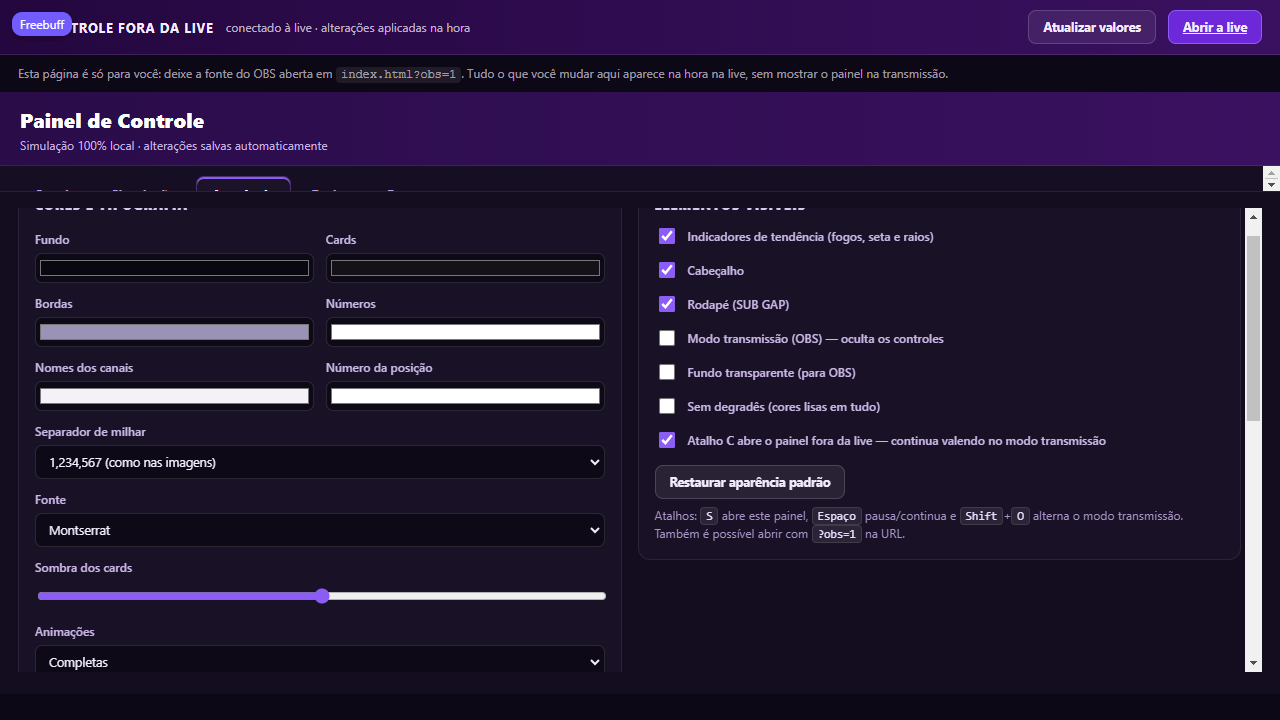 Freebuff
TROLE FORA DA LIVE
conectado à live · alterações aplicadas na hora
Atualizar valores
Abrir a live
Esta página é só para você: deixe a fonte do OBS aberta em index.html?obs=1. Tudo o que você mudar aqui aparece na hora na live, sem mostrar o painel na transmissão.
Painel de Controle
Simulação 100% local · alterações salvas automaticamente
CORES E TIPOGRAFIA
Fundo
Cards
Bordas
Números
Nomes dos canais
Número da posição
Separador de milhar
1,234,567 (como nas imagens)
Fonte
Montserrat
Sombra dos cards
Animações
Completas
ELEMENTOS VISÍVEIS
Indicadores de tendência (fogos, seta e raios)
Cabeçalho
Rodapé (SUB GAP)
Modo transmissão (OBS) — oculta os controles
Fundo transparente (para OBS)
Sem degradês (cores lisas em tudo)
Atalho C abre o painel fora da live — continua valendo no modo transmissão
Restaurar aparência padrão
Atalhos: S abre este painel, Espaço pausa/continua e Shift+O alterna o modo transmissão.
Também é possível abrir com ?obs=1 na URL.